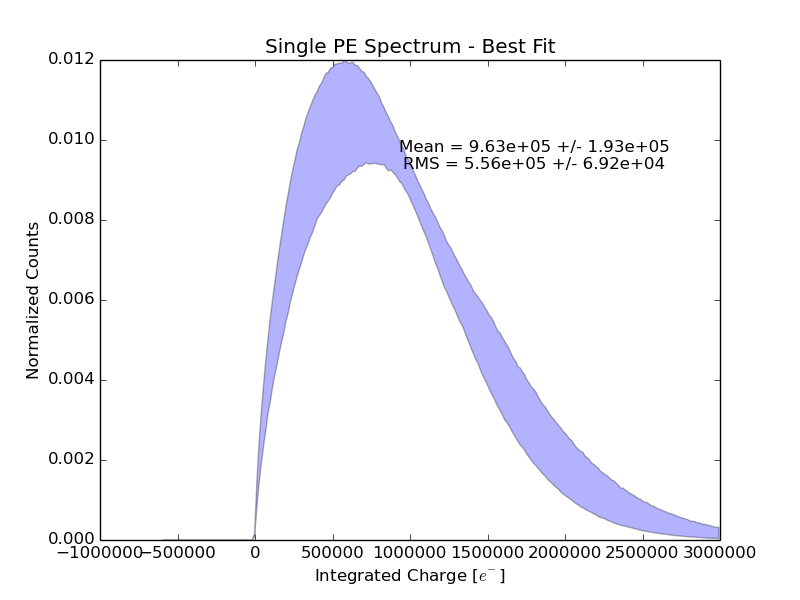 Single PE Spectrum - Best Fit
0.012
0.010
0.008
0.006
0.004
0.002
0.000
Normalized Counts
Mean = 9.63e+05 +/- 1.93e+05
RMS = 5.56e+05 +/- 6.92e+04
−1000000 −500000 0 500000 1000000 1500000 2000000 2500000 3000000
Integrated Charge [e⁻]